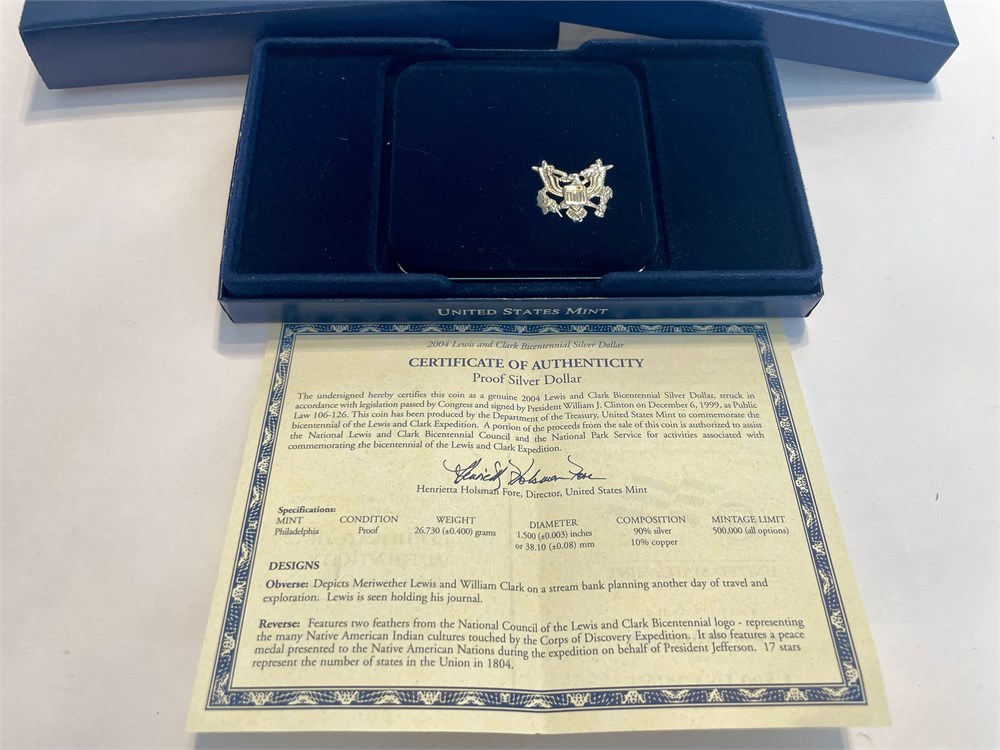 UNITED STATES MINT
2004 Lewis and Clark Bicentennial Silver Dollar
CERTIFICATE OF AUTHENTICITY
Proof Silver Dollar
The undersigned hereby certifies this coin as a genuine 2004 Lewis and Clark Bicentennial Silver Dollar, struck in
accordance with legislation passed by Congress and signed by President William J. Clinton on December 6, 1999, as Public
Law 106-126. This coin has been produced by the Department of the Treasury, United States Mint to commemorate the
bicentennial of the Lewis and Clark Expedition. A portion of the proceeds from the sale of this coin is authorized to assist
the National Lewis and Clark Bicentennial Council and the National Park Service for activities associated with
commemorating the bicentennial of the Lewis and Clark Expedition.
Henrietta Holsman Fore
Henrietta Holsman Fore, Director, United States Mint
Specifications:
MINT CONDITION WEIGHT DIAMETER COMPOSITION MINTAGE LIMIT
Philadelphia Proof 26.730 (±0.400) grams 1.500 (±0.003) inches 90% silver 500,000 (all options)
or 38.10 (±0.08) mm 10% copper
DESIGNS
Obverse: Depicts Meriwether Lewis and William Clark on a stream bank planning another day of travel and
exploration. Lewis is seen holding his journal.
Reverse: Features two feathers from the National Council of the Lewis and Clark Bicentennial logo - representing
the many Native American Indian cultures touched by the Corps of Discovery Expedition. It also features a peace
medal presented to the Native American Nations during the expedition on behalf of President Jefferson. 17 stars
represent the number of states in the Union in 1804.